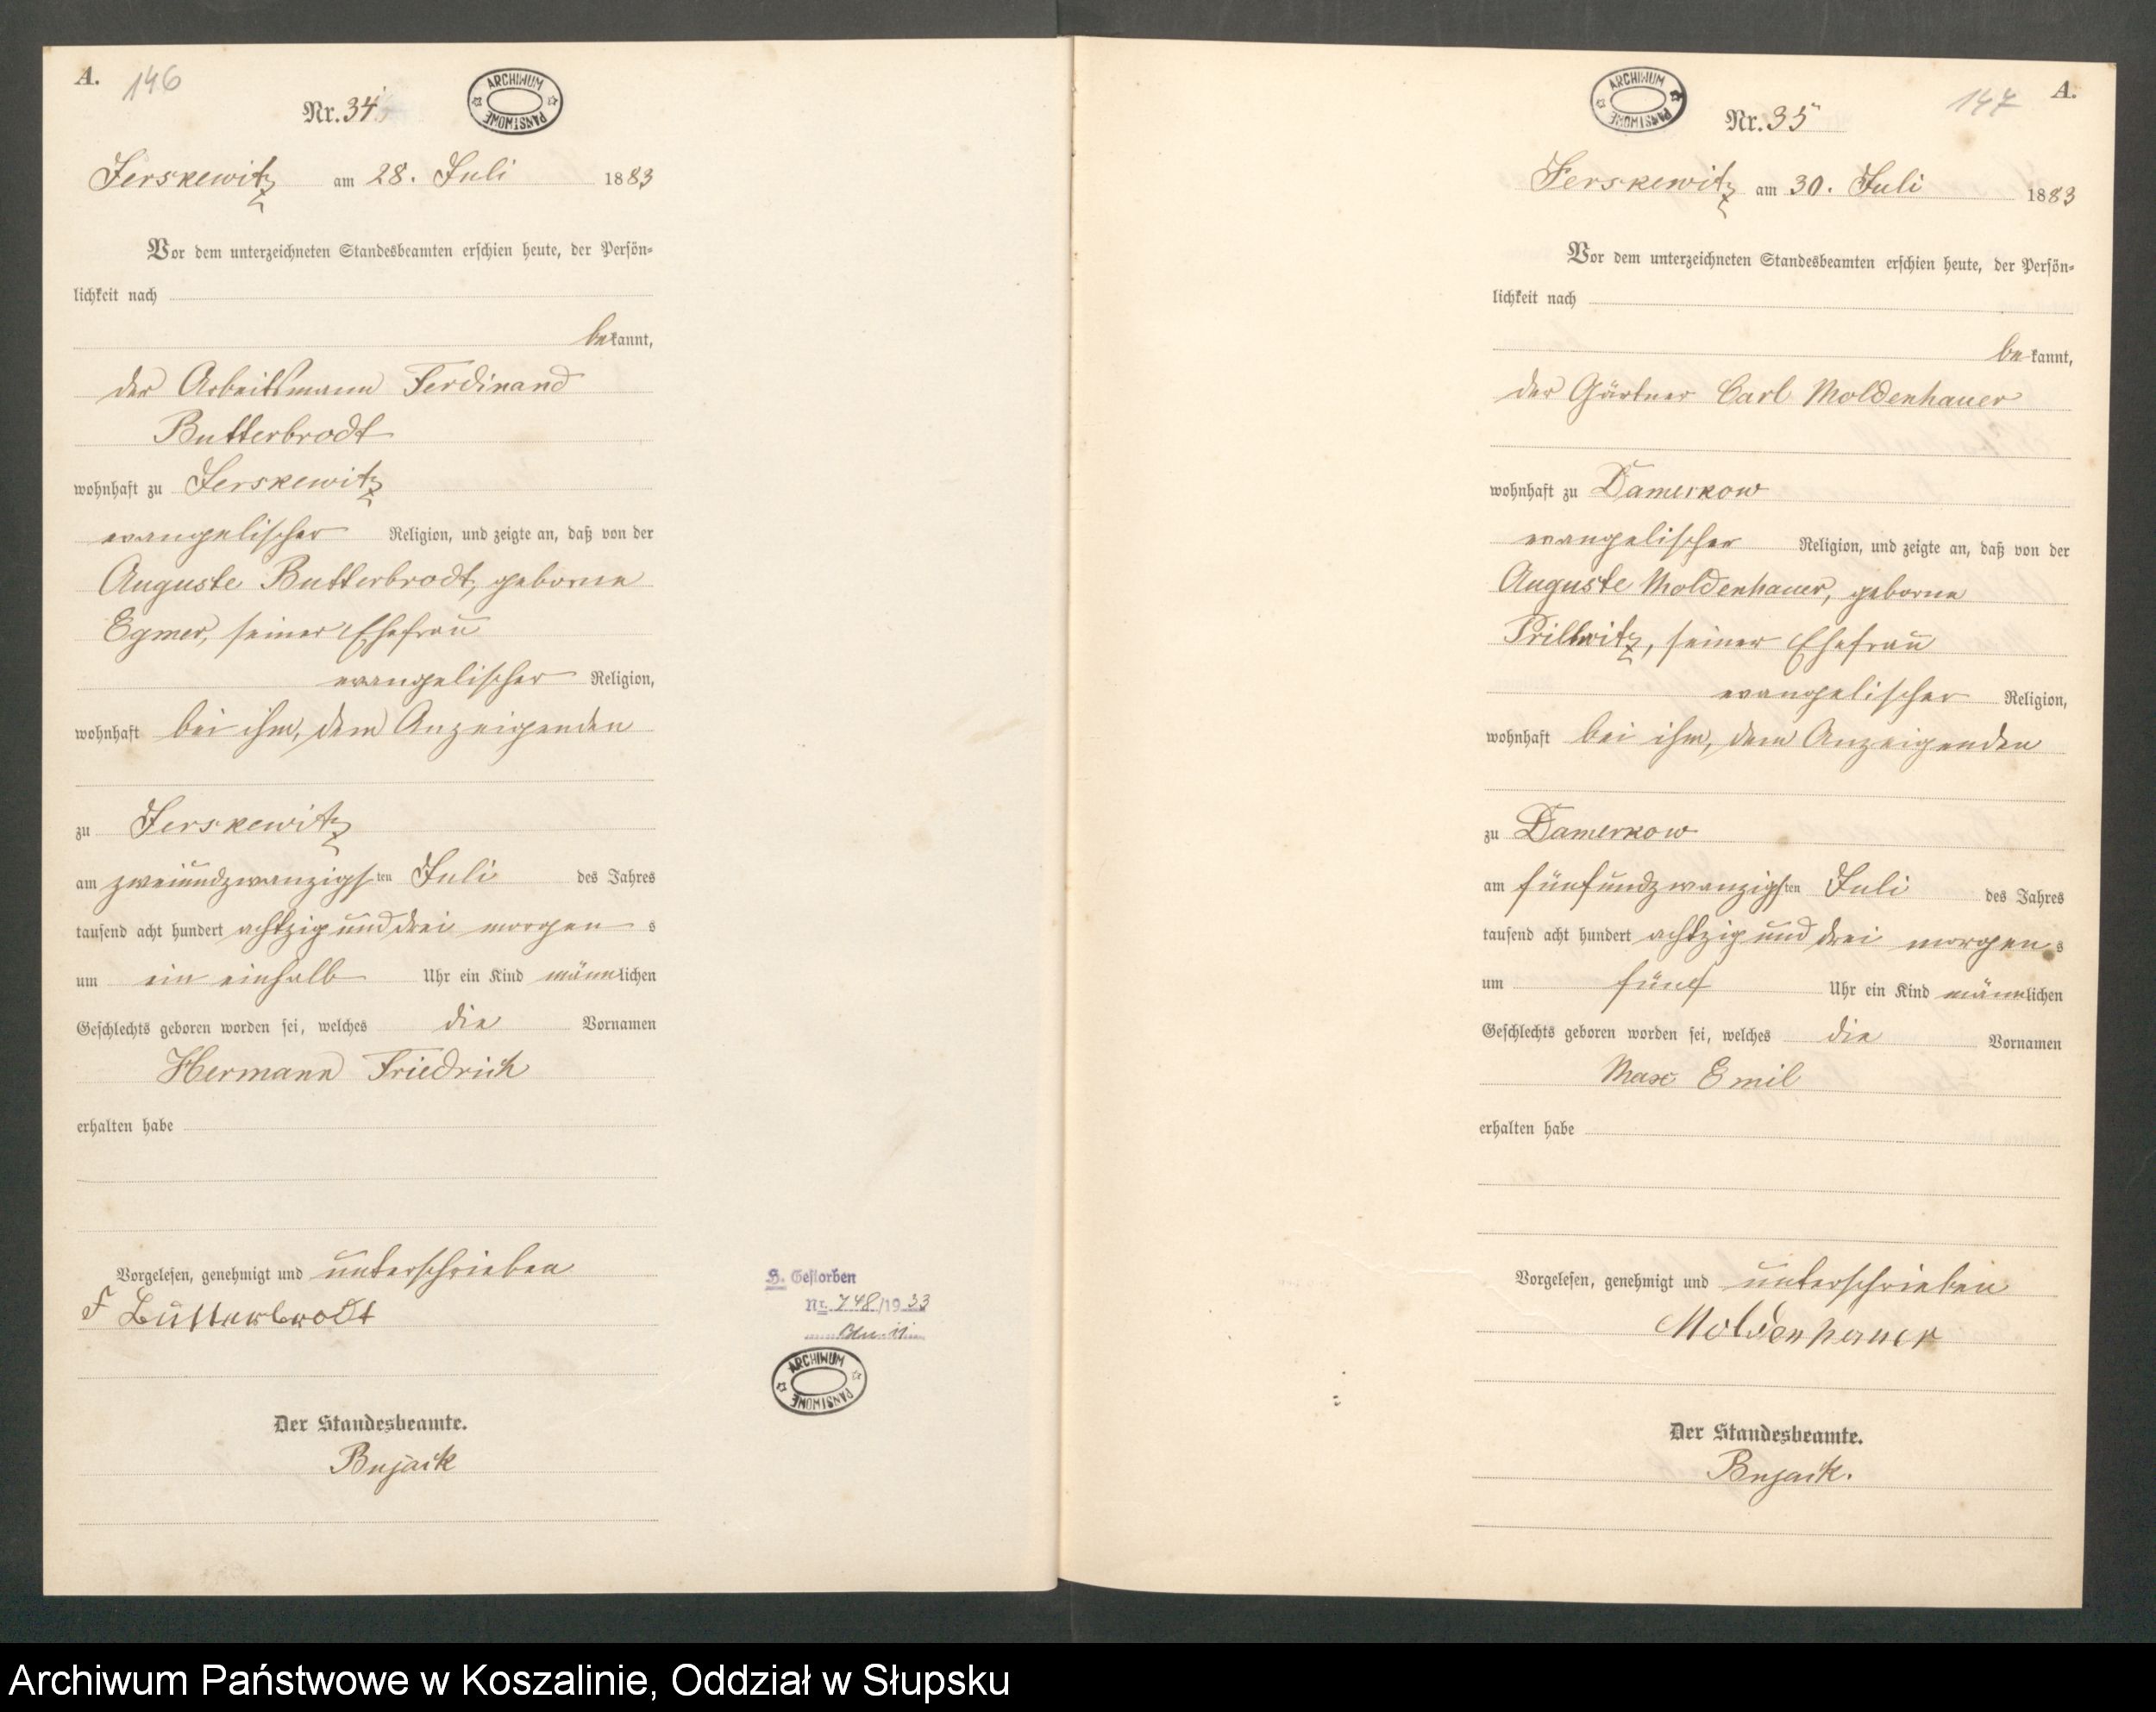 A. 146
Nr. 34
ARCHIWUM PAŃSTWOWE
Jerskewitz am 28. Juli 1883
Vor dem unterzeichneten Standesbeamten erschien heute, der Persön-
lichkeit nach
bekannt,
der Arbeitsmann Ferdinand
Butterbrodt
wohnhaft zu Jerskewitz
evangelischer Religion, und zeigte an, daß von der
Auguste Butterbrodt, geborne
Egmer, seiner Ehefrau
evangelischer Religion,
wohnhaft bei ihm, dem Anzeigenden
zu Jerskewitz
am zweiundzwanzigsten Juli des Jahres
tausend acht hundert achtzig und drei morgens
um ein einhalb Uhr ein Kind männlichen
Geschlechts geboren worden sei, welches die Vornamen
Hermann Friedrich
erhalten habe
Vorgelesen, genehmigt und unterschrieben
F Butterbrodt
Der Standesbeamte.
Bujack
H. Gestorben
Nr. 748/1933
ARCHIWUM PAŃSTWOWE
ARCHIWUM PAŃSTWOWE
147 A.
Nr. 35
Jerskewitz am 30. Juli 1883
Vor dem unterzeichneten Standesbeamten erschien heute, der Persön-
lichkeit nach
bekannt,
der Gärtner Carl Moldenhauer
wohnhaft zu Damerkow
evangelischer Religion, und zeigte an, daß von der
Auguste Moldenhauer, geborne
Prillwitz, seiner Ehefrau
evangelischer Religion,
wohnhaft bei ihm, dem Anzeigenden
zu Damerkow
am fünfundzwanzigsten Juli des Jahres
tausend acht hundert achtzig und drei morgens
um fünf Uhr ein Kind männlichen
Geschlechts geboren worden sei, welches die Vornamen
Max Emil
erhalten habe
Vorgelesen, genehmigt und unterschrieben
Moldenhauer
Der Standesbeamte.
Bujack.
Archiwum Państwowe w Koszalinie, Oddział w Słupsku